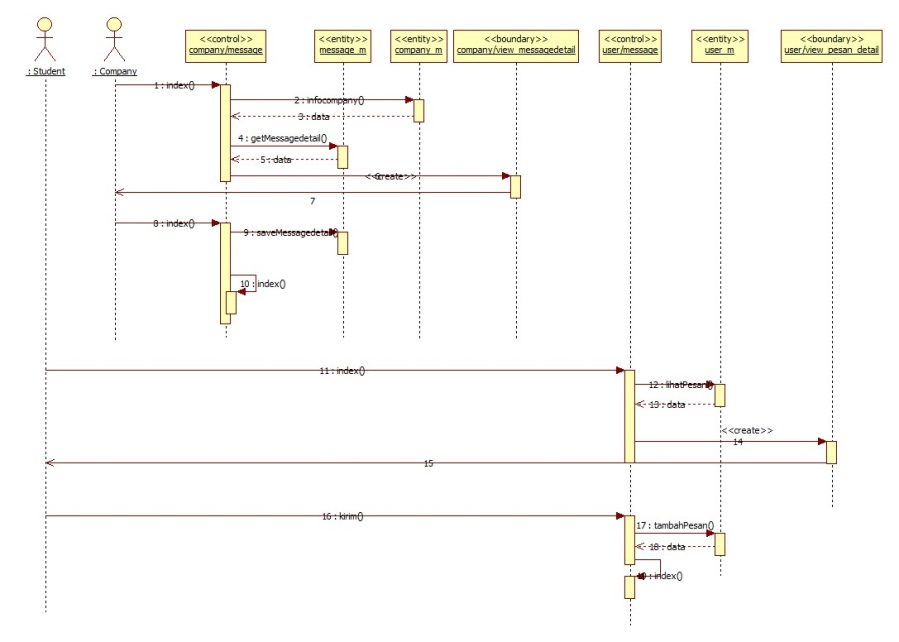 <<control>>
company/message
<<entity>>
message_m
<<entity>>
company_m
<<boundary>>
company/view_messagedetail
<<control>>
user/message
<<entity>>
user_m
<<boundary>>
user/view_pesan_detail
: Student
: Company
1 : index()
2 : infocompany()
3 : data
4 : getMessagedetail()
5 : data
<<create>>
6
7
8 : index()
9 : saveMessagedetail()
10 : index()
11 : index()
12 : lihatPesan()
13 : data
<<create>>
14
15
16 : kirim()
17 : tambahPesan()
18 : data
19 : index()